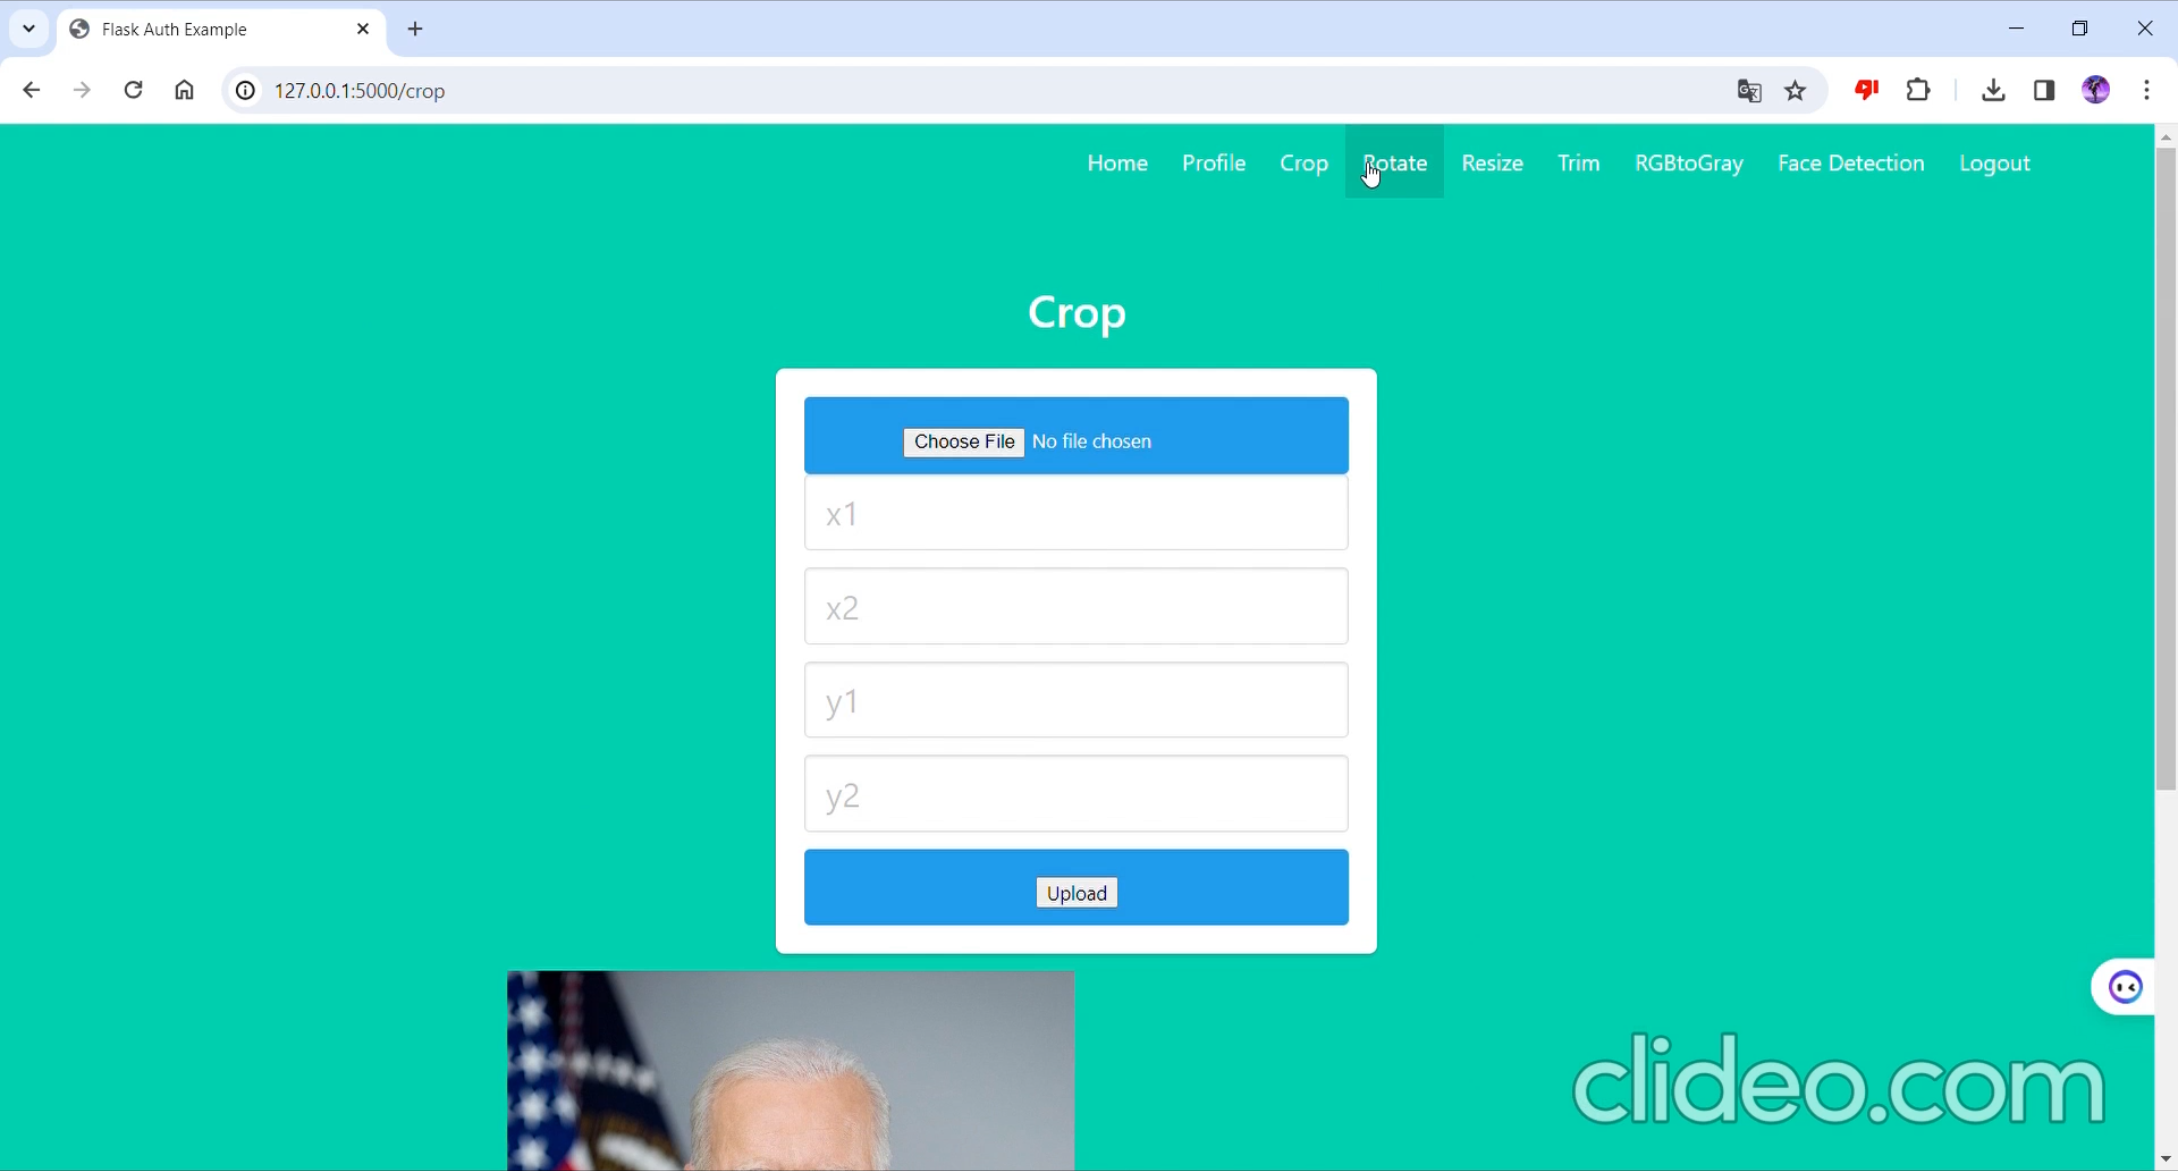 Flask Auth Example
127.0.0.1:5000/crop
Home Profile Crop Rotate Resize Trim RGBtoGray Face Detection Logout
Crop
Choose File No file chosen
x1
x2
y1
y2
Upload
clideo.com